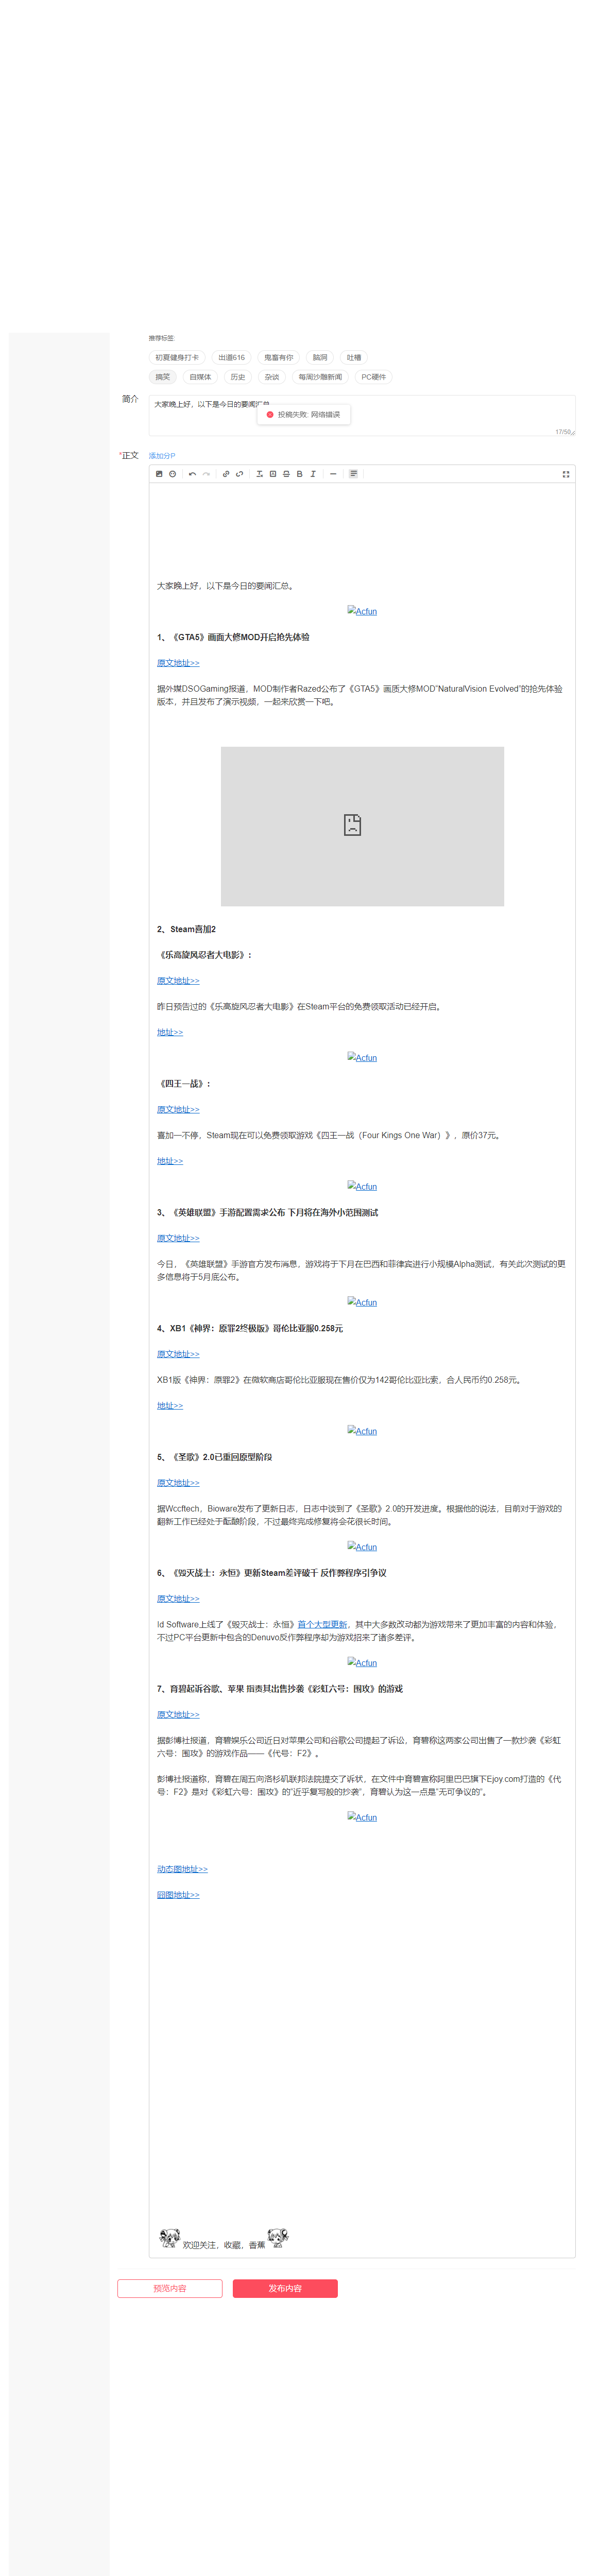 推荐标签:
初夏健身打卡 出道616 鬼畜有你 脑洞 吐槽
搞笑 自媒体 历史 杂谈 每周沙雕新闻 PC硬件
简介
大家晚上好，以下是今日的要闻汇总
投稿失败: 网络错误
17/50
*正文
添加分P
大家晚上好，以下是今日的要闻汇总。
Acfun
1、《GTA5》画面大修MOD开启抢先体验
原文地址>>
据外媒DSOGaming报道，MOD制作者Razed公布了《GTA5》画质大修MOD"NaturalVision Evolved"的抢先体验
版本，并且发布了演示视频，一起来欣赏一下吧。
2、Steam喜加2
《乐高旋风忍者大电影》：
原文地址>>
昨日预告过的《乐高旋风忍者大电影》在Steam平台的免费领取活动已经开启。
地址>>
Acfun
《四王一战》：
原文地址>>
喜加一不停，Steam现在可以免费领取游戏《四王一战（Four Kings One War）》，原价37元。
地址>>
Acfun
3、《英雄联盟》手游配置需求公布 下月将在海外小范围测试
原文地址>>
今日，《英雄联盟》手游官方发布消息，游戏将于下月在巴西和菲律宾进行小规模Alpha测试，有关此次测试的更
多信息将于5月底公布。
Acfun
4、XB1《神界：原罪2终极版》哥伦比亚服0.258元
原文地址>>
XB1版《神界：原罪2》在微软商店哥伦比亚服现在售价仅为142哥伦比亚比索，合人民币约0.258元。
地址>>
Acfun
5、《圣歌》2.0已重回原型阶段
原文地址>>
据Wccftech，Bioware发布了更新日志，日志中谈到了《圣歌》2.0的开发进度。根据他的说法，目前对于游戏的
翻新工作已经处于酝酿阶段，不过最终完成修复将会花很长时间。
Acfun
6、《毁灭战士：永恒》更新Steam差评破千 反作弊程序引争议
原文地址>>
Id Software上线了《毁灭战士：永恒》首个大型更新，其中大多数改动都为游戏带来了更加丰富的内容和体验，
不过PC平台更新中包含的Denuvo反作弊程序却为游戏招来了诸多差评。
Acfun
7、育碧起诉谷歌、苹果 指责其出售抄袭《彩虹六号：围攻》的游戏
原文地址>>
据彭博社报道，育碧娱乐公司近日对苹果公司和谷歌公司提起了诉讼，育碧称这两家公司出售了一款抄袭《彩虹
六号：围攻》的游戏作品——《代号：F2》。
彭博社报道称，育碧在周五向洛杉矶联邦法院提交了诉状，在文件中育碧宣称阿里巴巴旗下Ejoy.com打造的《代
号：F2》是对《彩虹六号：围攻》的"近乎复写般的抄袭"，育碧认为这一点是"无可争议的"。
Acfun
动态图地址>>
囧图地址>>
欢迎关注，收藏，香蕉
预览内容 发布内容